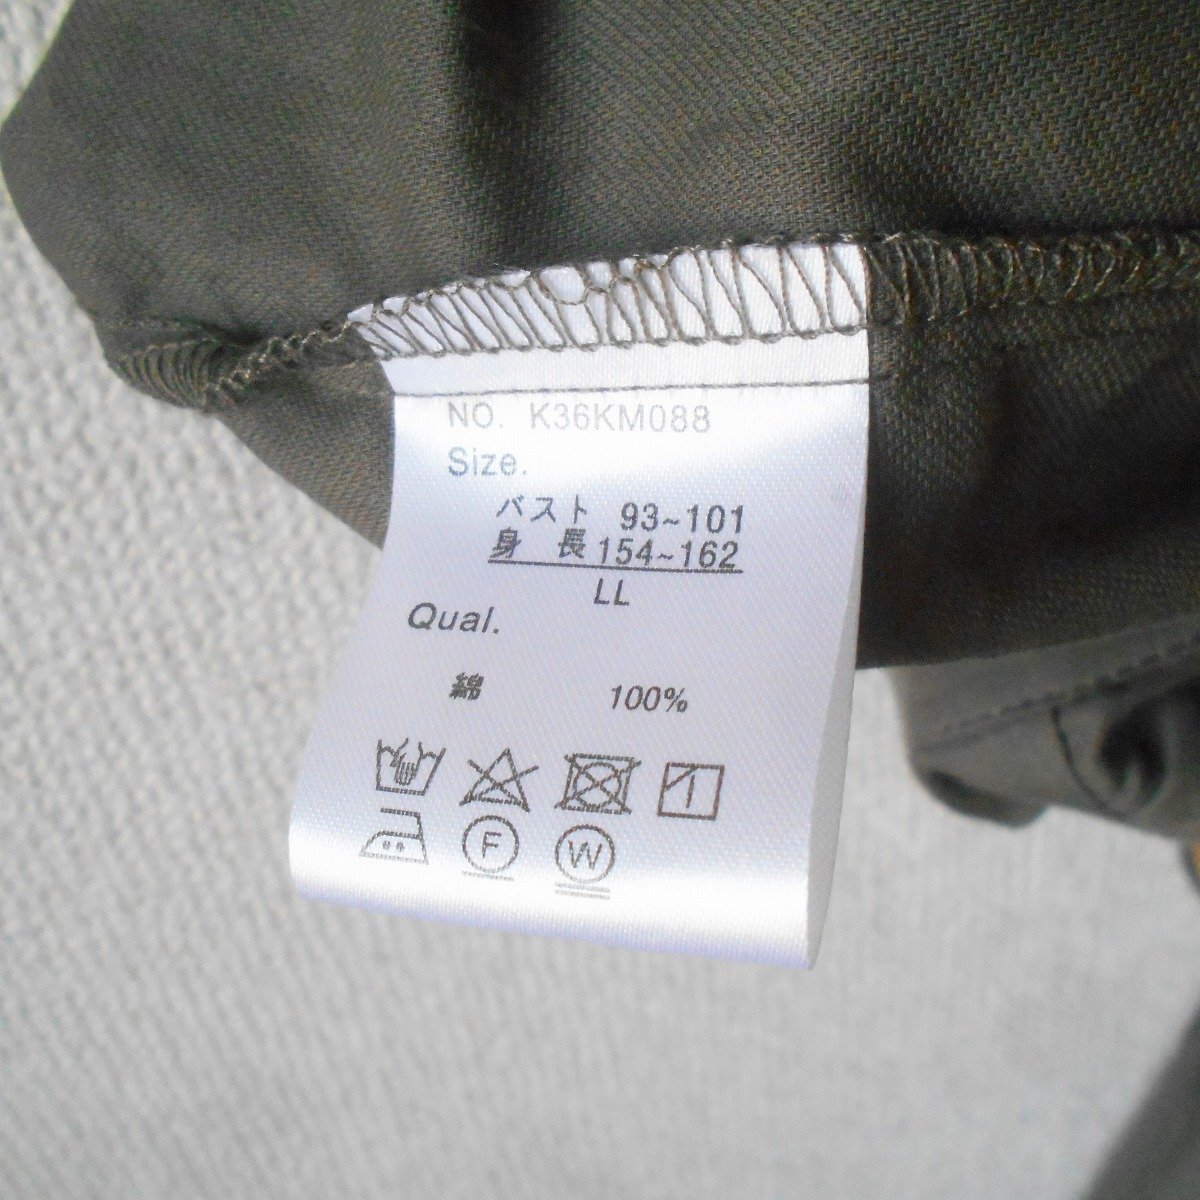 NO. K36KM088
Size.
バスト 93~101
身 長 154~162
LL
Qual.
綿 100%
F W